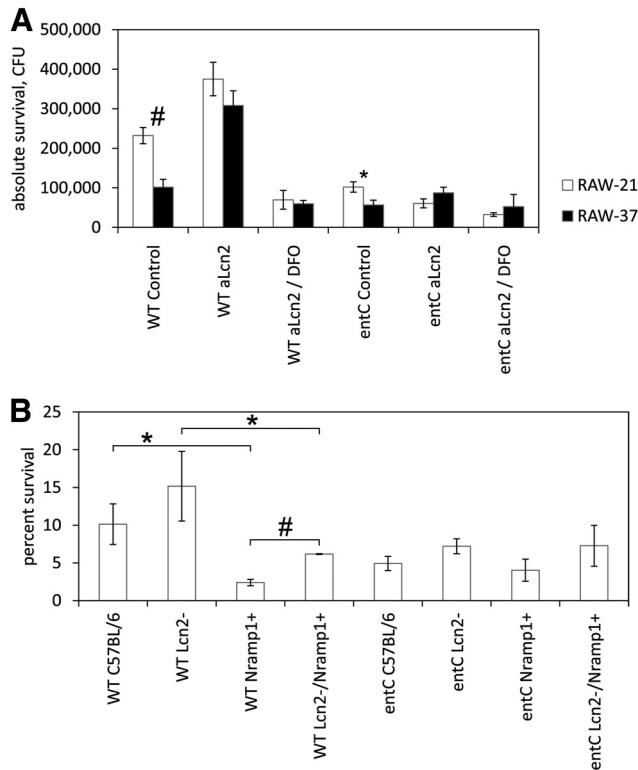 A
absolute survival, CFU
500,000
400,000
300,000
200,000
100,000
0
#
*
WT Control
WT aLcn2
WT aLcn2 / DFO
entC Control
entC aLcn2
entC aLcn2 / DFO
RAW-21
RAW-37
B
percent survival
25
20
15
10
5
0
*
*
#
WT C57BL/6
WT Lcn2-
WT Nramp1+
WT Lcn2-/Nramp1+
entC C57BL/6
entC Lcn2-
entC Nramp1+
entC Lcn2-/Nramp1+